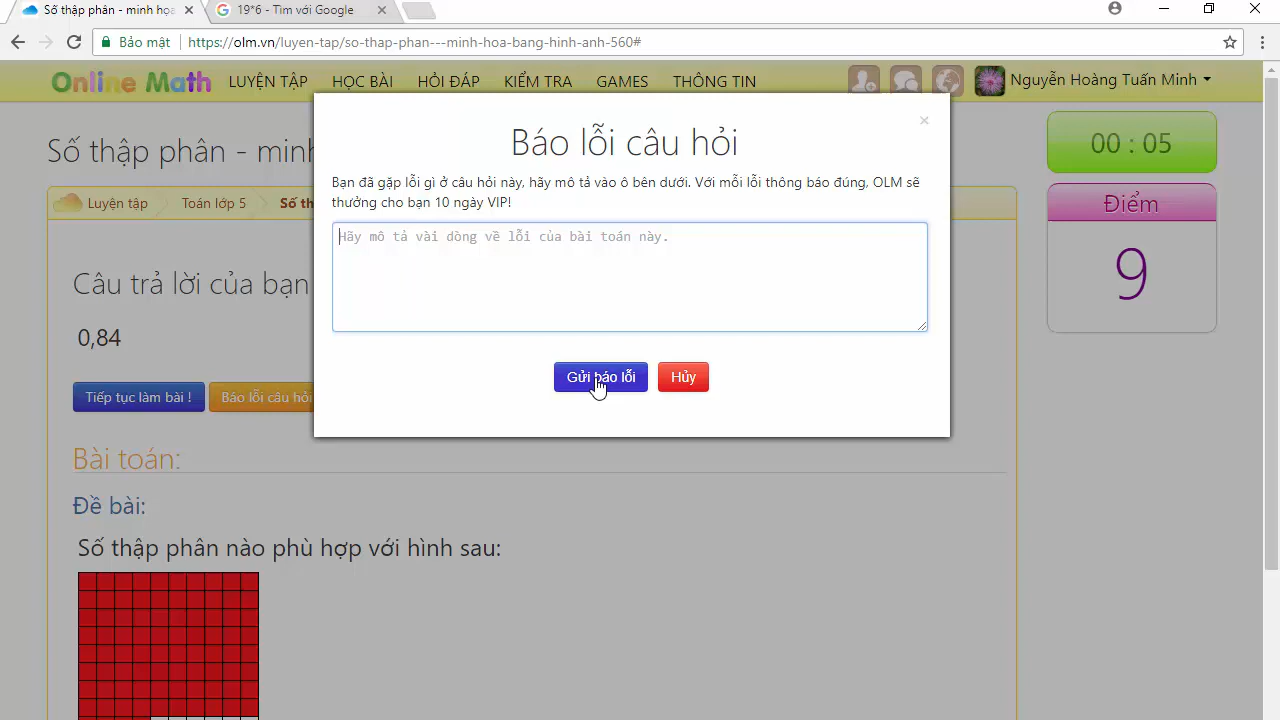 Số thập phân - minh họa
19*6 - Tìm với Google
Bảo mật
https://olm.vn/luyen-tap/so-thap-phan---minh-hoa-bang-hinh-anh-560#
Online Math LUYỆN TẬP HỌC BÀI HỎI ĐÁP KIỂM TRA GAMES THÔNG TIN Nguyễn Hoàng Tuấn Minh
Số thập phân - minh
Luyện tập Toán lớp 5 Số th
Báo lỗi câu hỏi
×
Bạn đã gặp lỗi gì ở câu hỏi này, hãy mô tả vào ô bên dưới. Với mỗi lỗi thông báo đúng, OLM sẽ
thưởng cho bạn 10 ngày VIP!
Hãy mô tả vài dòng về lỗi của bài toán này.
Gửi báo lỗi Hủy
00 : 05
Điểm
9
Câu trả lời của bạn
0,84
Tiếp tục làm bài ! Báo lỗi câu hỏi
Bài toán:
Đề bài:
Số thập phân nào phù hợp với hình sau: